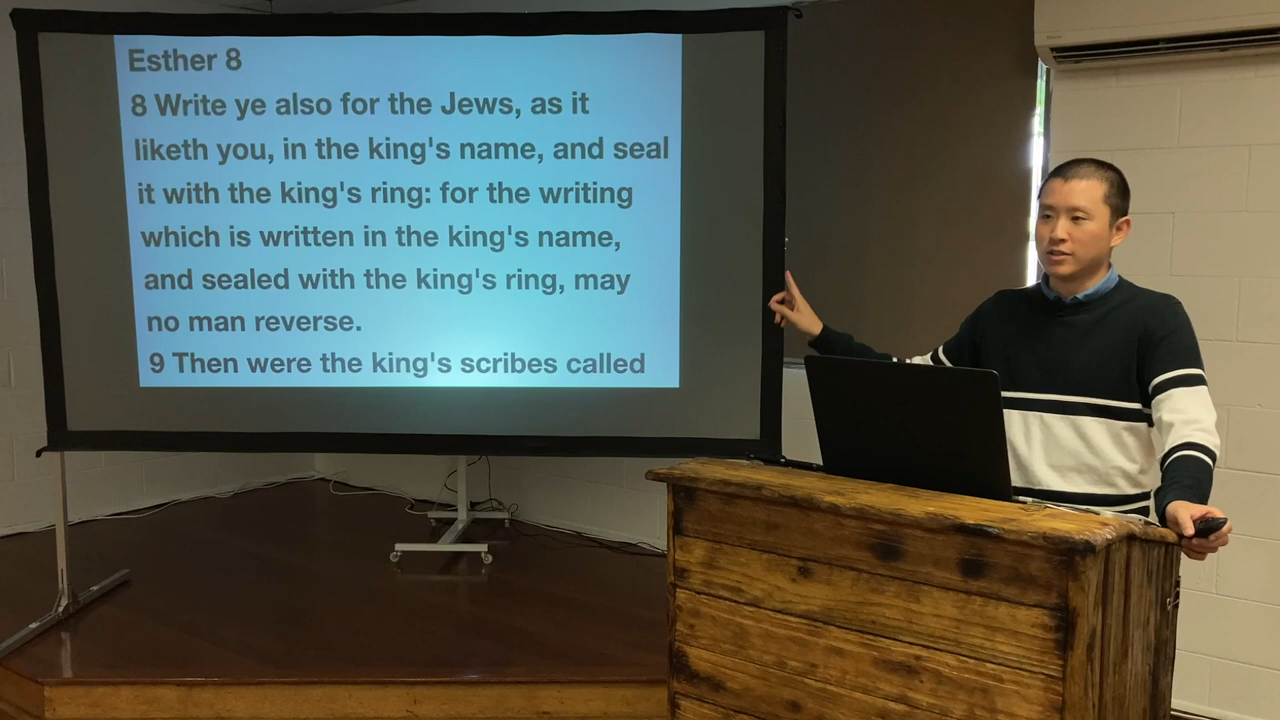 Esther 8
8 Write ye also for the Jews, as it
liketh you, in the king's name, and seal
it with the king's ring: for the writing
which is written in the king's name,
and sealed with the king's ring, may
no man reverse.
9 Then were the king's scribes called